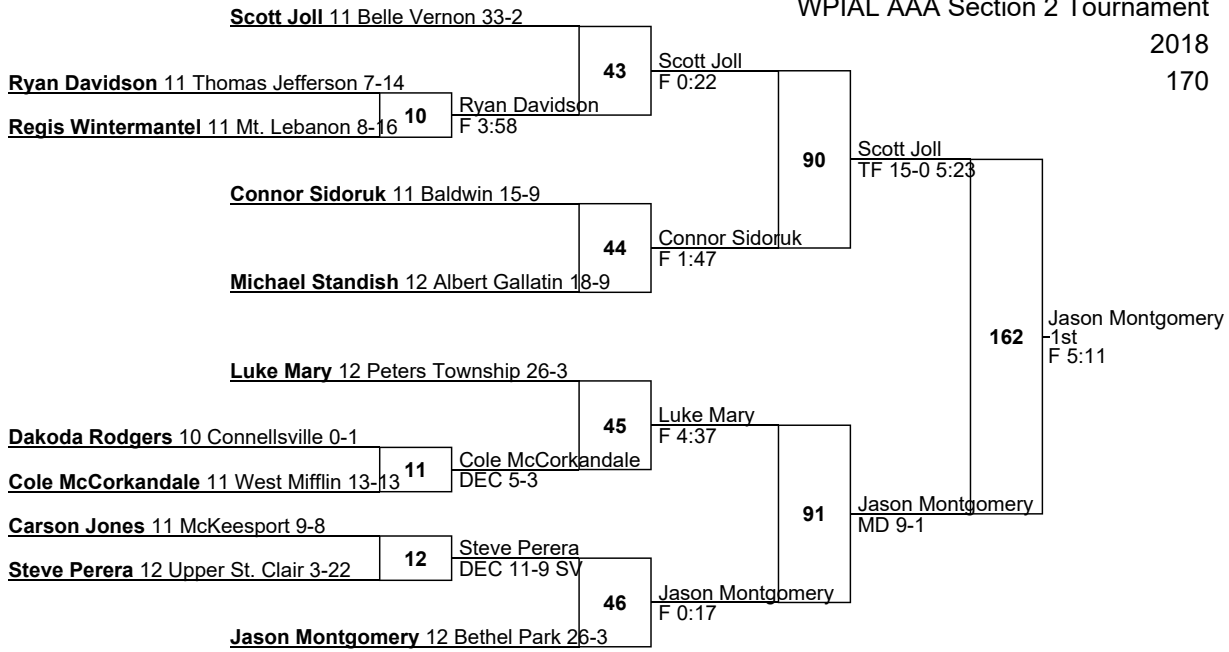 WPIAL AAA Section 2 Tournament
2018
170
Scott Joll 11 Belle Vernon 33-2
43
Scott Joll
F 0:22
Ryan Davidson 11 Thomas Jefferson 7-14
10
Ryan Davidson
F 3:58
Regis Wintermantel 11 Mt. Lebanon 8-16
90
Scott Joll
TF 15-0 5:23
Connor Sidoruk 11 Baldwin 15-9
44
Connor Sidoruk
F 1:47
Michael Standish 12 Albert Gallatin 18-9
162
Jason Montgomery
1st
F 5:11
Luke Mary 12 Peters Township 26-3
45
Luke Mary
F 4:37
Dakoda Rodgers 10 Connellsville 0-1
11
Cole McCorkandale
DEC 5-3
Cole McCorkandale 11 West Mifflin 13-13
91
Jason Montgomery
MD 9-1
Carson Jones 11 McKeesport 9-8
12
Steve Perera
DEC 11-9 SV
Steve Perera 12 Upper St. Clair 3-22
46
Jason Montgomery
F 0:17
Jason Montgomery 12 Bethel Park 26-3